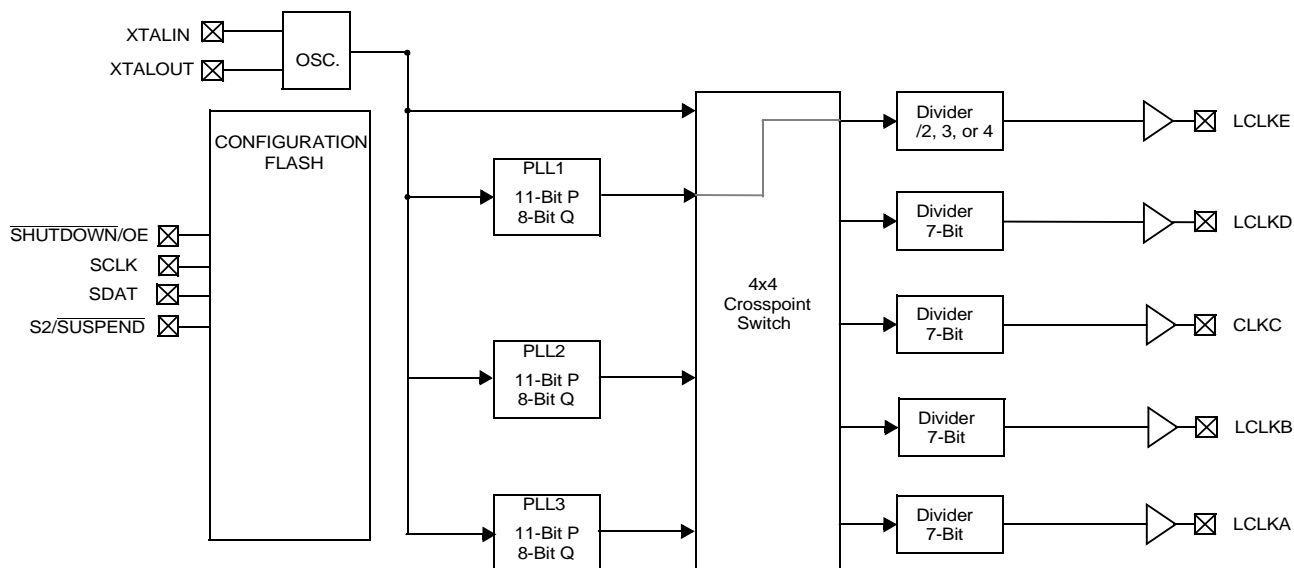 XTALIN
XTALOUT
OSC.
CONFIGURATION
FLASH
SHUTDOWN/OE
SCLK
SDAT
S2/SUSPEND
PLL1
11-Bit P
8-Bit Q
PLL2
11-Bit P
8-Bit Q
PLL3
11-Bit P
8-Bit Q
4x4
Crosspoint
Switch
Divider
/2, 3, or 4
LCLKE
Divider
7-Bit
LCLKD
Divider
7-Bit
CLKC
Divider
7-Bit
LCLKB
Divider
7-Bit
LCLKA